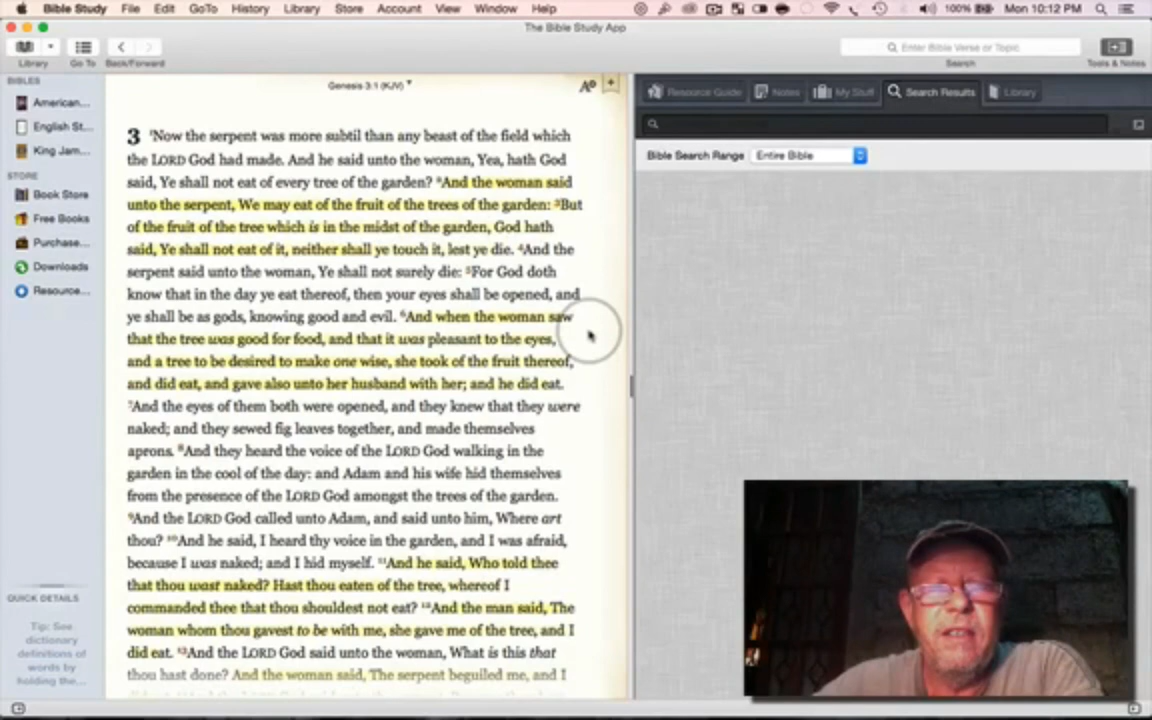 Bible Study File Edit GoTo History Library Store Account View Window Help 100% Mon 10:12 PM
The Bible Study App
Enter Bible Verse or Topic
Library Go To Back/Forward Search Tools & Notes
BIBLES
American...
English St...
King Jam...
STORE
Book Store
Free Books
Purchase...
Downloads
Resource...
QUICK DETAILS
Tip: See
dictionary
definitions of
words by
holding the...
Genesis 3:1 (KJV)
3 ¹Now the serpent was more subtil than any beast of the field which
the LORD God had made. And he said unto the woman, Yea, hath God
said, Ye shall not eat of every tree of the garden? ²And the woman said
unto the serpent, We may eat of the fruit of the trees of the garden: ³But
of the fruit of the tree which is in the midst of the garden, God hath
said, Ye shall not eat of it, neither shall ye touch it, lest ye die. ⁴And the
serpent said unto the woman, Ye shall not surely die: ⁵For God doth
know that in the day ye eat thereof, then your eyes shall be opened, and
ye shall be as gods, knowing good and evil. ⁶And when the woman saw
that the tree was good for food, and that it was pleasant to the eyes,
and a tree to be desired to make one wise, she took of the fruit thereof,
and did eat, and gave also unto her husband with her; and he did eat.
⁷And the eyes of them both were opened, and they knew that they were
naked; and they sewed fig leaves together, and made themselves
aprons. ⁸And they heard the voice of the LORD God walking in the
garden in the cool of the day: and Adam and his wife hid themselves
from the presence of the LORD God amongst the trees of the garden.
⁹And the LORD God called unto Adam, and said unto him, Where art
thou? ¹⁰And he said, I heard thy voice in the garden, and I was afraid,
because I was naked; and I hid myself. ¹¹And he said, Who told thee
that thou wast naked? Hast thou eaten of the tree, whereof I
commanded thee that thou shouldest not eat? ¹²And the man said, The
woman whom thou gavest to be with me, she gave me of the tree, and I
did eat. ¹³And the LORD God said unto the woman, What is this that
thou hast done? And the woman said, The serpent beguiled me, and I
Resource Guide Notes My Stuff Search Results Library
Bible Search Range Entire Bible